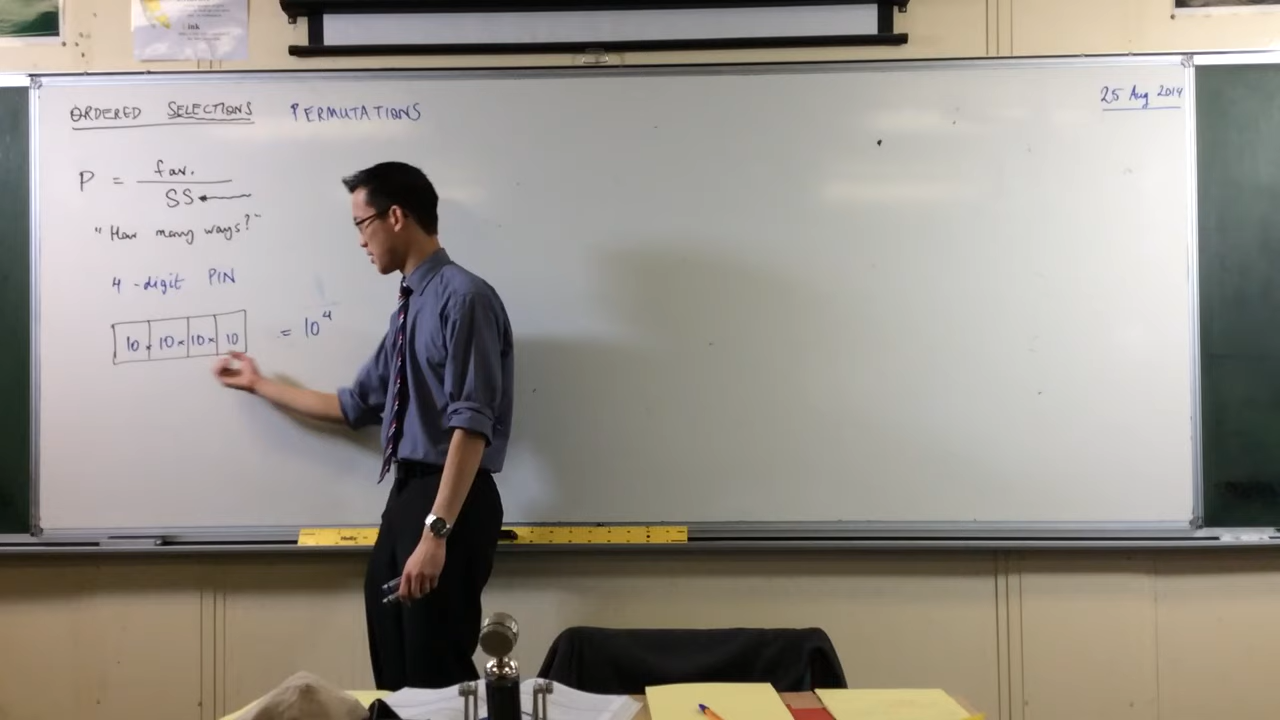 ink
ORDERED SELECTIONS PERMUTATIONS
25 Aug 2014
P = fav.
SS
"How many ways?"
4-digit PIN
10 × 10 × 10 × 10 = 10⁴